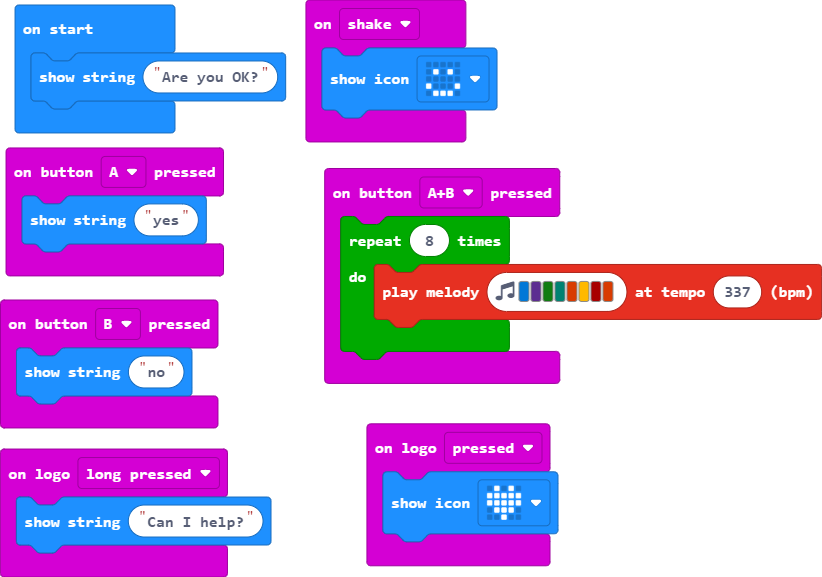 on start
show string "Are you OK?"
on shake
show icon
on button A pressed
show string "yes"
on button A+B pressed
repeat 8 times
do
play melody at tempo 337 (bpm)
on button B pressed
show string "no"
on logo long pressed
show string "Can I help?"
on logo pressed
show icon